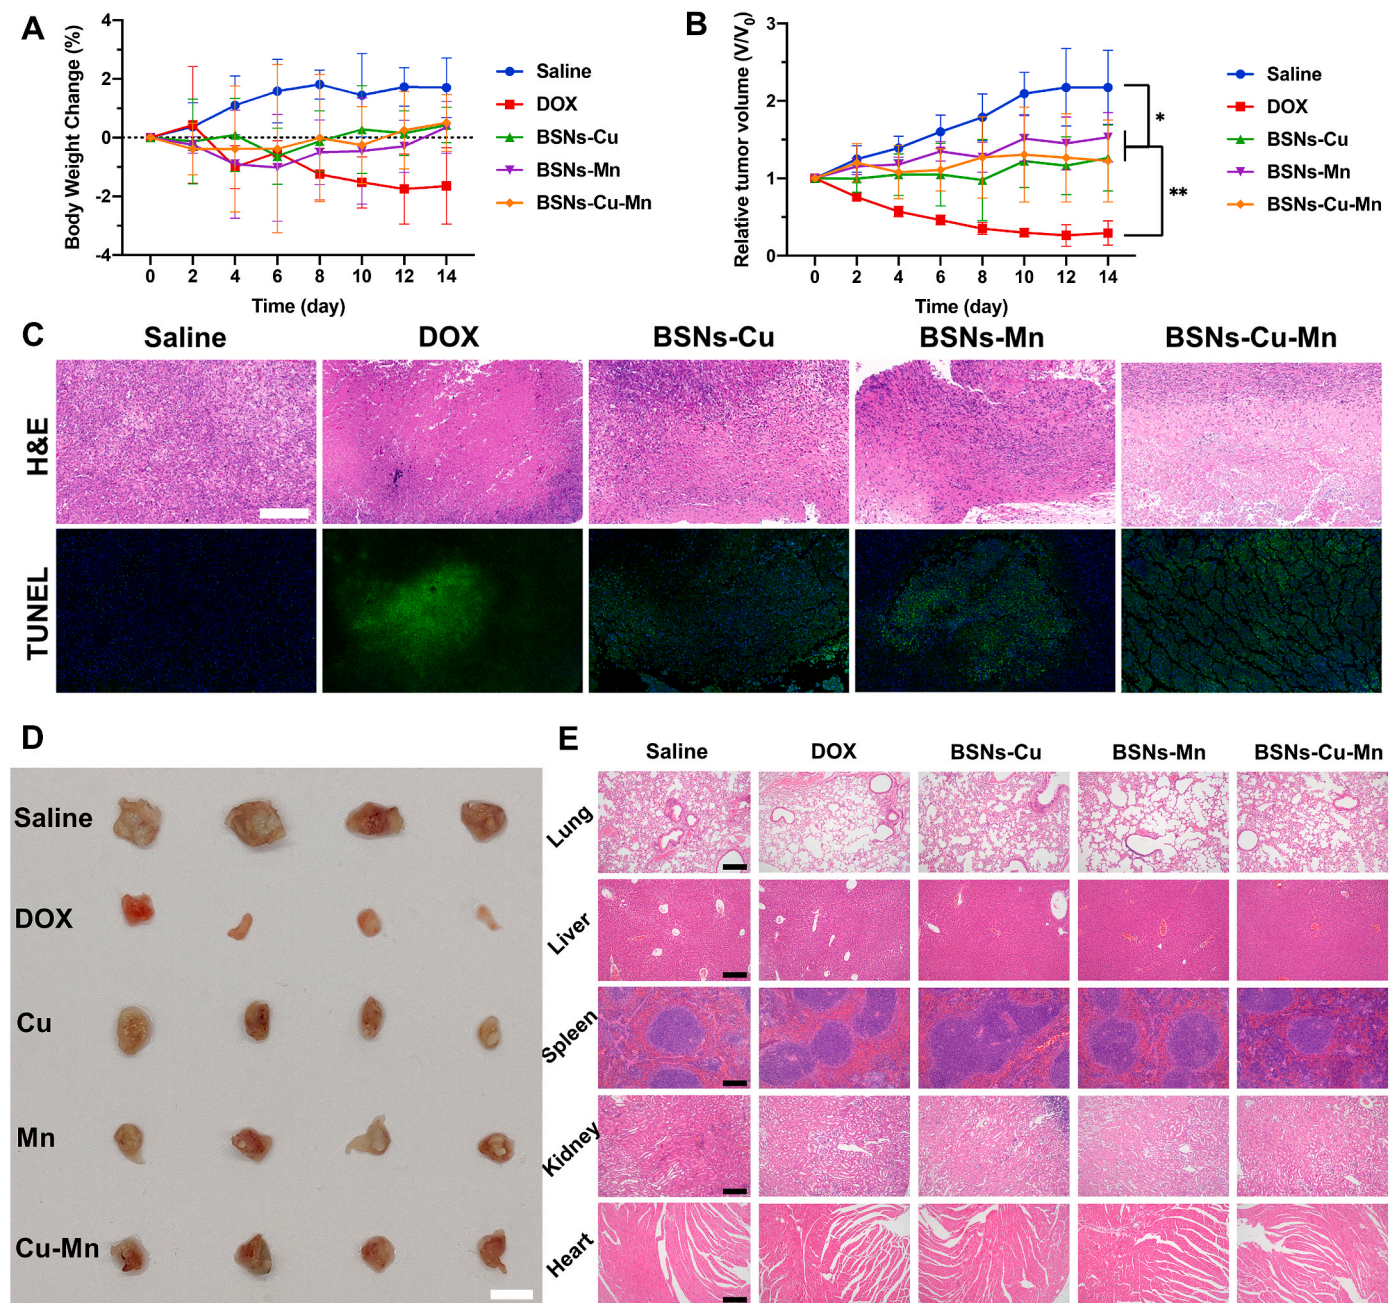 A
Body Weight Change (%)
4
2
0
-2
-4
0 2 4 6 8 10 12 14
Time (day)
Saline
DOX
BSNs-Cu
BSNs-Mn
BSNs-Cu-Mn
B
Relative tumor volume (V/V0)
3
2
1
0
0 2 4 6 8 10 12 14
Time (day)
*
**
Saline
DOX
BSNs-Cu
BSNs-Mn
BSNs-Cu-Mn
C
Saline DOX BSNs-Cu BSNs-Mn BSNs-Cu-Mn
H&E
TUNEL
D
Saline
DOX
Cu
Mn
Cu-Mn
E
Saline DOX BSNs-Cu BSNs-Mn BSNs-Cu-Mn
Lung
Liver
Spleen
Kidney
Heart